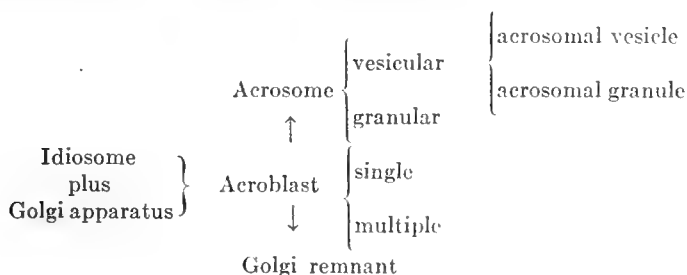 acrosomal vesicle
vesicular
Acrosome
acrosomal granule
↑
granular
Idiosome
plus
Golgi apparatus
Acroblast
single
↓
multiple
Golgi remnant